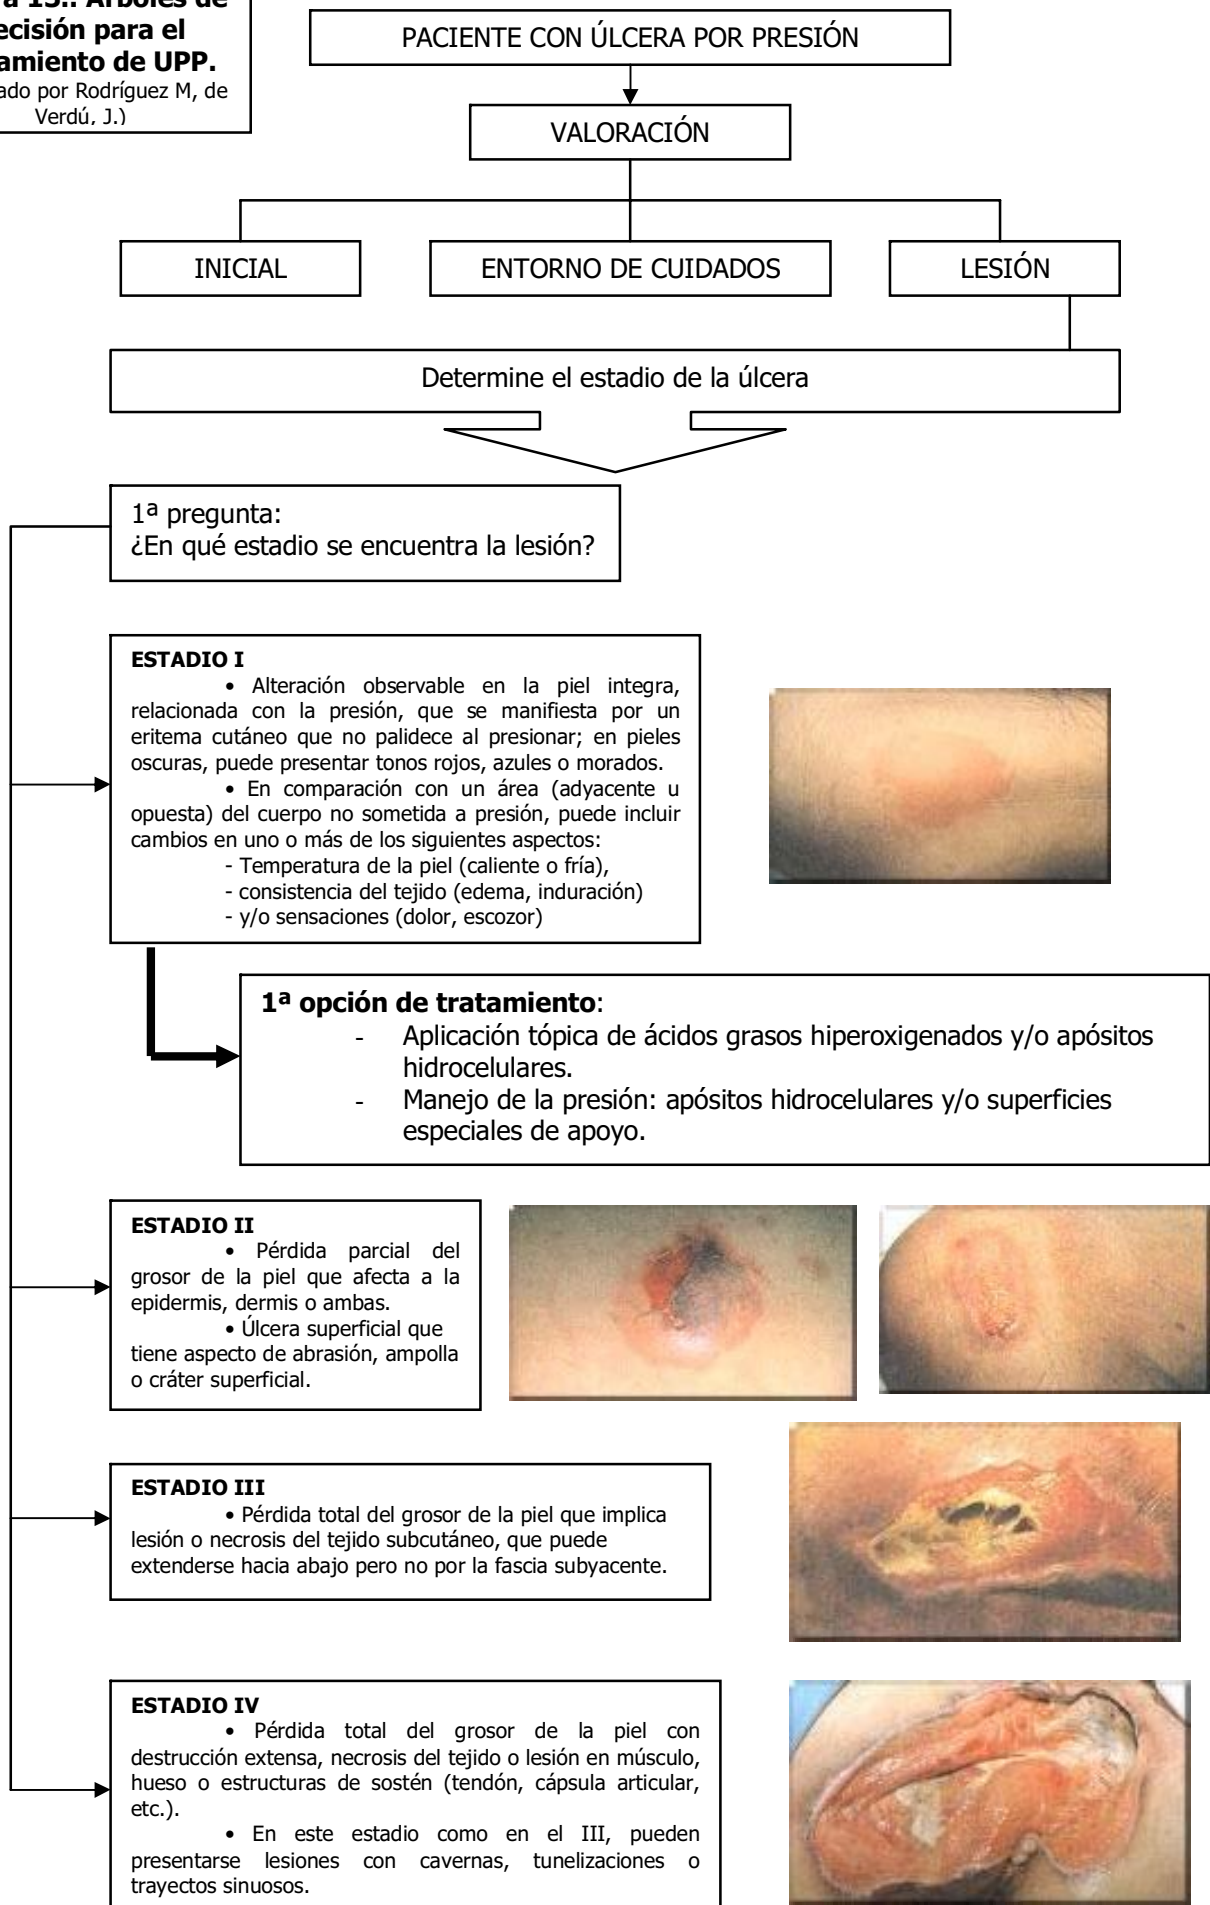 a 13.: Árboles de
ecisión para el
amiento de UPP.
ado por Rodríguez M, de
Verdú, J.)
PACIENTE CON ÚLCERA POR PRESIÓN
VALORACIÓN
INICIAL
ENTORNO DE CUIDADOS
LESIÓN
Determine el estadio de la úlcera
1ª pregunta:
¿En qué estadio se encuentra la lesión?
ESTADIO I
• Alteración observable en la piel integra,
relacionada con la presión, que se manifiesta por un
eritema cutáneo que no palidece al presionar; en pieles
oscuras, puede presentar tonos rojos, azules o morados.
• En comparación con un área (adyacente u
opuesta) del cuerpo no sometida a presión, puede incluir
cambios en uno o más de los siguientes aspectos:
- Temperatura de la piel (caliente o fría),
- consistencia del tejido (edema, induración)
- y/o sensaciones (dolor, escozor)
1ª opción de tratamiento:
- Aplicación tópica de ácidos grasos hiperoxigenados y/o apósitos
hidrocelulares.
- Manejo de la presión: apósitos hidrocelulares y/o superficies
especiales de apoyo.
ESTADIO II
• Pérdida parcial del
grosor de la piel que afecta a la
epidermis, dermis o ambas.
• Úlcera superficial que
tiene aspecto de abrasión, ampolla
o cráter superficial.
ESTADIO III
• Pérdida total del grosor de la piel que implica
lesión o necrosis del tejido subcutáneo, que puede
extenderse hacia abajo pero no por la fascia subyacente.
ESTADIO IV
• Pérdida total del grosor de la piel con
destrucción extensa, necrosis del tejido o lesión en músculo,
hueso o estructuras de sostén (tendón, cápsula articular,
etc.).
• En este estadio como en el III, pueden
presentarse lesiones con cavernas, tunelizaciones o
trayectos sinuosos.